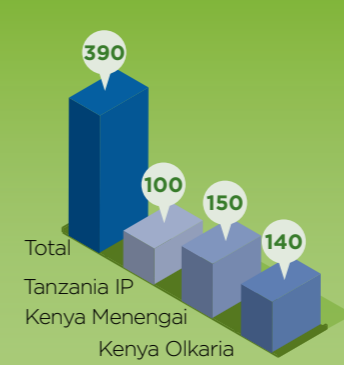 390
100
150
140
Total
Tanzania IP
Kenya Menengai
Kenya Olkaria